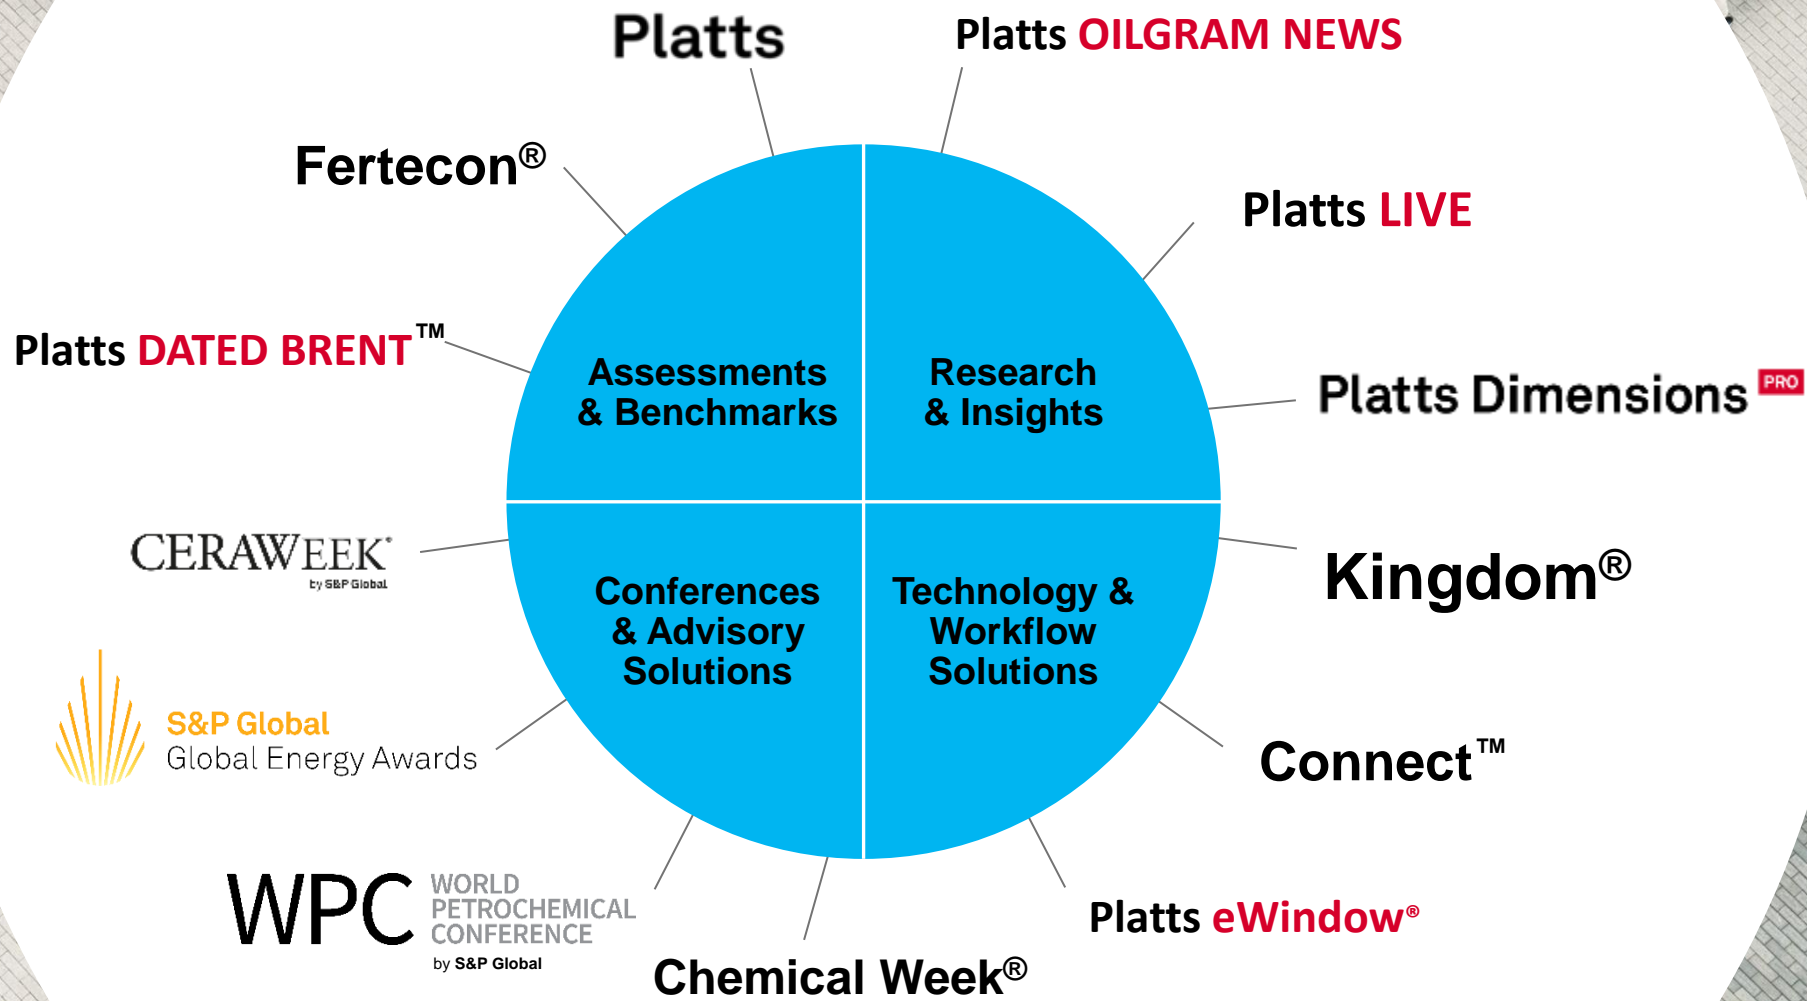 Platts
Platts OILGRAM NEWS
Fertecon®
Platts LIVE
Platts DATED BRENT™
Assessments
& Benchmarks
Research
& Insights
Platts Dimensions PRO
CERAWEEK®
by S&P Global
Conferences
& Advisory
Solutions
Technology &
Workflow
Solutions
Kingdom®
S&P Global
Global Energy Awards
Connect™
WPC
WORLD
PETROCHEMICAL
CONFERENCE
by S&P Global
Platts eWindow®
Chemical Week®